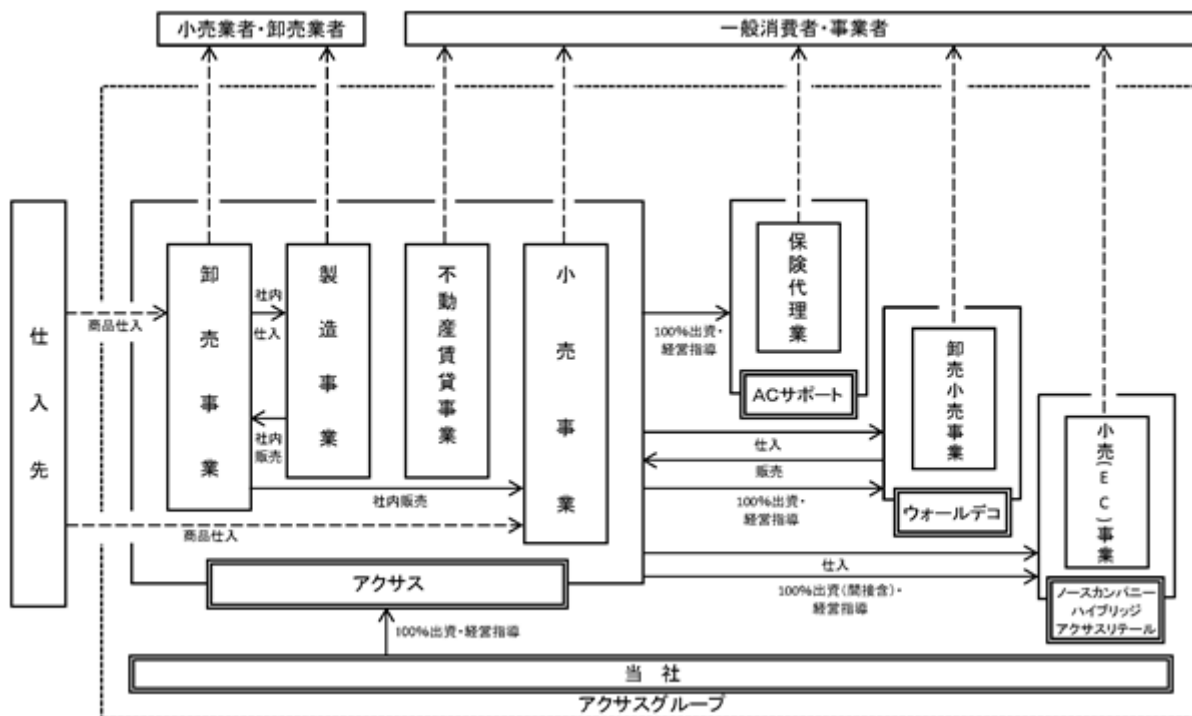 小売業者・卸売業者
一般消費者・事業者
仕入先
商品仕入
卸売事業
社内
仕入
社内
販売
製造事業
不動産賃貸事業
小売事業
社内販売
商品仕入
アクサス
100%出資・経営指導
100%出資・
経営指導
保険代理業
ACサポート
仕入
販売
100%出資・
経営指導
卸売小売事業
ウォールデコ
仕入
100%出資(間接含)・
経営指導
小売(EC)事業
ノースカンパニー
ハイブリッジ
アクサスリテール
当 社
アクサスグループ